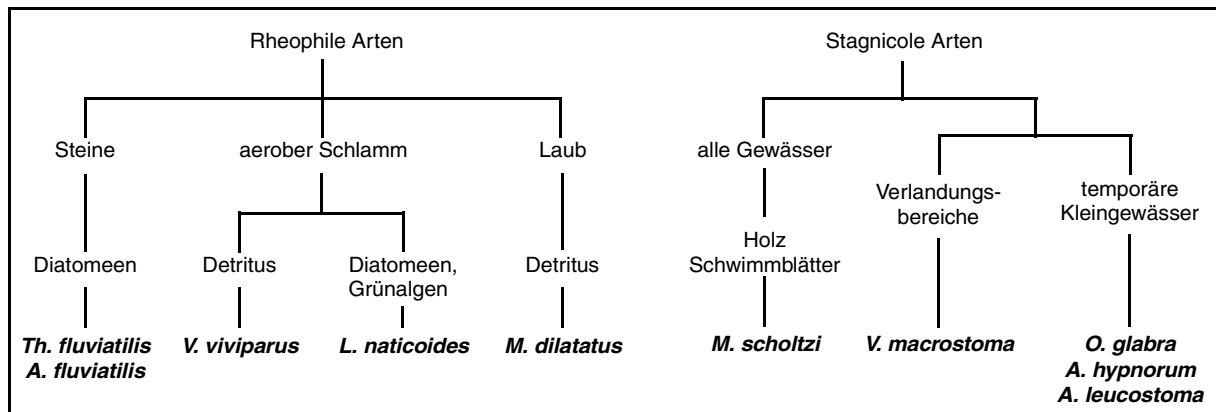 Rheophile Arten
Stagnicole Arten
Steine
aerober Schlamm
Laub
alle Gewässer
Verlandungs-
bereiche
temporäre
Kleingewässer
Diatomeen
Detritus
Diatomeen,
Grünalgen
Detritus
Holz
Schwimmblätter
Th. fluviatilis
A. fluviatilis
V. viviparus
L. naticoides
M. dilatatus
M. scholtzi
V. macrostoma
O. glabra
A. hypnorum
A. leucostoma